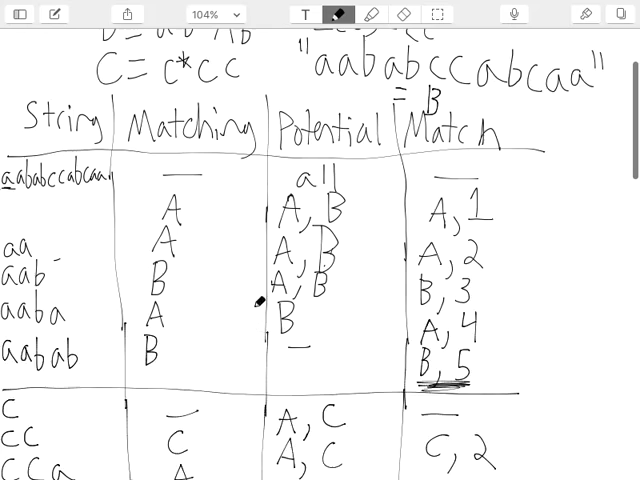 104%
T
C = c*cc
"aababccabcaa"
= B
String Matching Potential Match
aababccabcaa — all —
A A, B A, 1
aa A A, B A, 2
aab B A, B B, 3
aaba A B A, 4
aabab B — B, 5
c — A, C —
cc C A, C C, 2
cca A